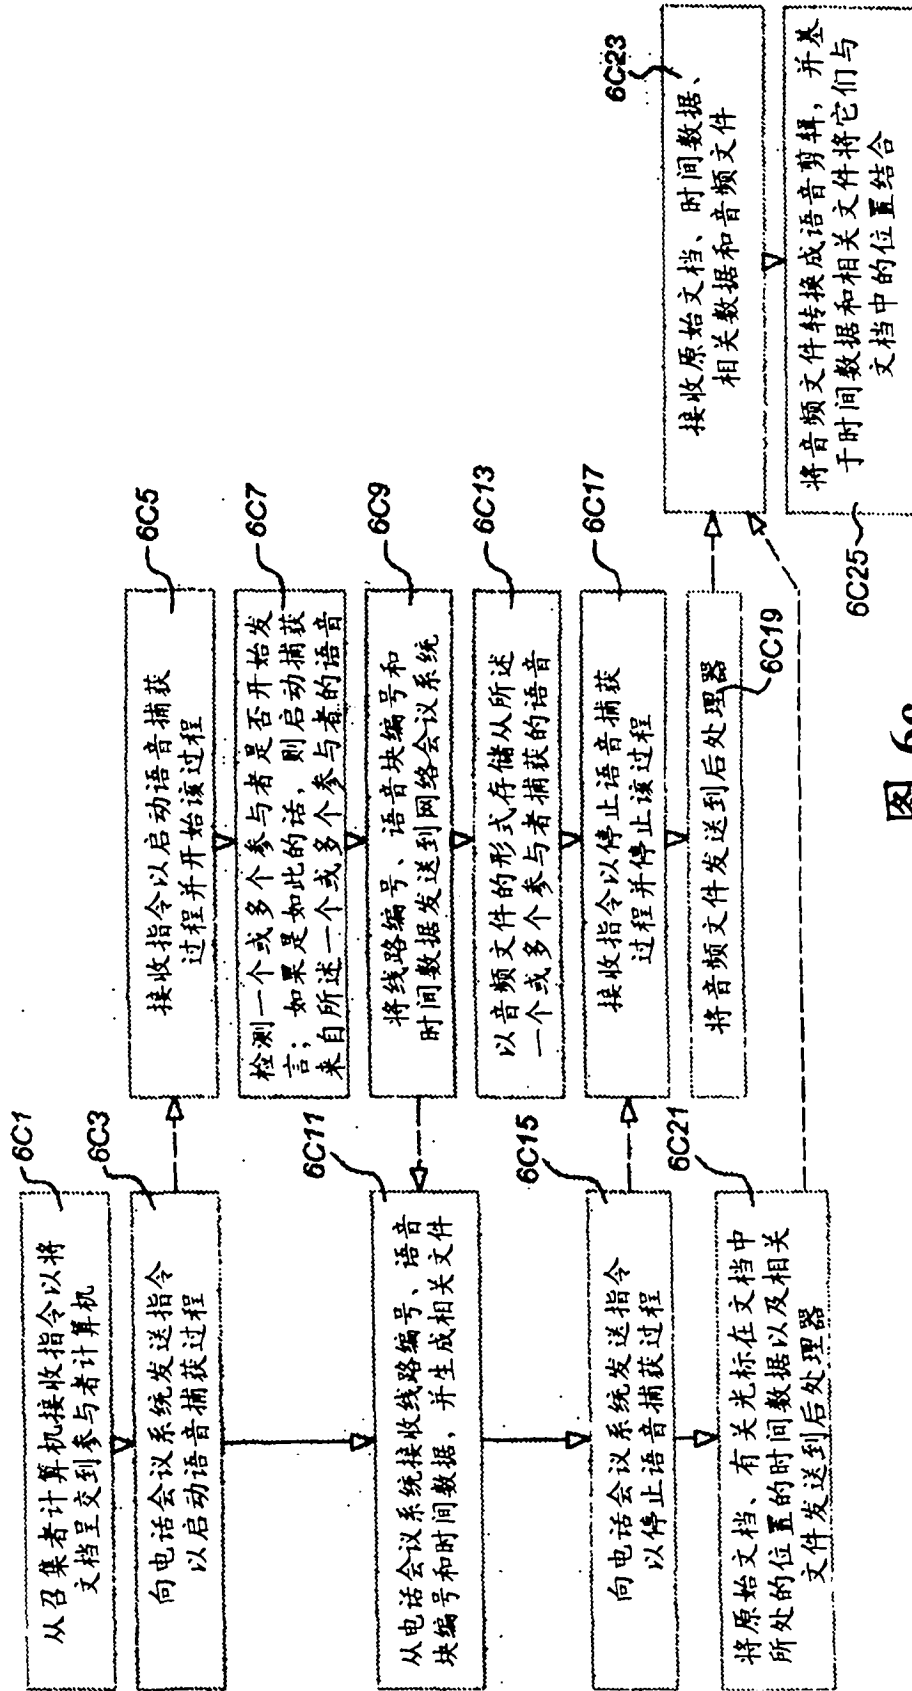 6C1
从召集者计算机接收指令以将
文档呈交到参与者计算机
6C3
向电话会议系统发送指令
以启动语音捕获过程
6C5
接收指令以启动语音捕获
过程并开始该过程
6C7
检测一个或多个参与者是否开始发
言；如果是如此的话，则启动捕获
来自所述一个或多个参与者的语音
6C9
将线路编号、语音块编号和
时间数据发送到网络会议系统
6C11
从电话会议系统接收线路编号、语音
块编号和时间数据，并生成相关文件
6C13
以音频文件的形式存储从所述
一个或多个参与者捕获的语音
6C15
向电话会议系统发送指令
以停止语音捕获过程
6C17
接收指令以停止语音捕获
过程并停止该过程
6C19
将音频文件发送到后处理器
6C21
将原始文档、有关光标在文档中
所处的位置的时间数据以及相关
文件发送到后处理器
6C23
接收原始文档、时间数据、
相关数据和音频文件
6C25
将音频文件转换成语音剪辑，并基
于时间数据和相关文件将它们与
文档中的位置结合